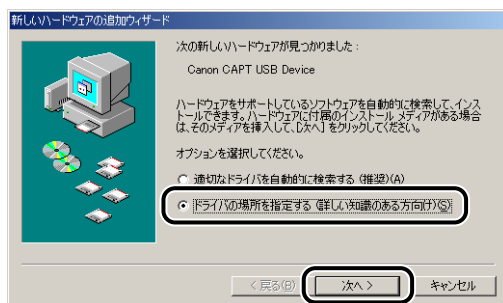 新しいハードウェアの追加ウィザード
次の新しいハードウェアが見つかりました:
Canon CAPT USB Device
ハードウェアをサポートしているソフトウェアを自動的に検索して、インス
トールできます。ハードウェアに付属のインストール メディアがある場合
は、そのメディアを挿入して、[次へ] をクリックしてください。
オプションを選択してください。
適切なドライバを自動的に検索する (推奨)(A)
ドライバの場所を指定する (詳しい知識のある方向け)(S)
< 戻る(B)
次へ >
キャンセル